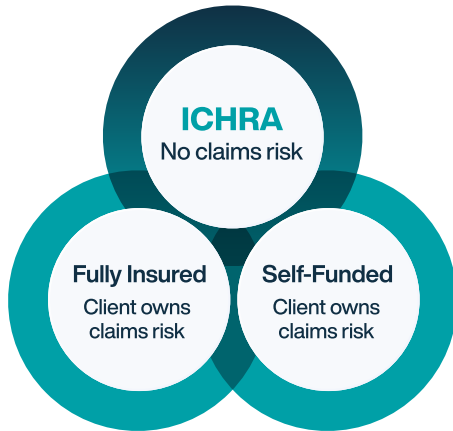 ICHRA
No claims risk
Fully Insured
Client owns
claims risk
Self-Funded
Client owns
claims risk